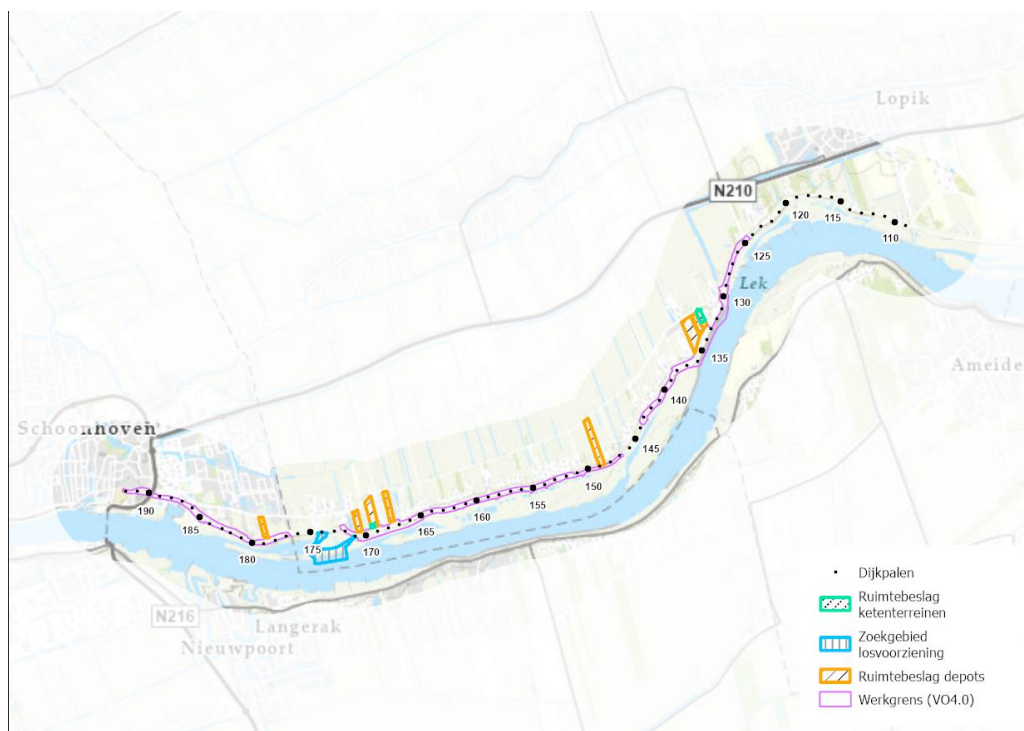 Lopik
N210
120
115
110
125
Lek
130
135
Ameide
140
Schoonhoven
145
150
190
155
160
185
165
180
175
170
N216
Langerak
Nieuwpoort
Dijkpalen
Ruimtebeslag
ketenterreinen
Zoekgebied
losvoorziening
Ruimtebeslag depots
Werkgrens (VO4.0)